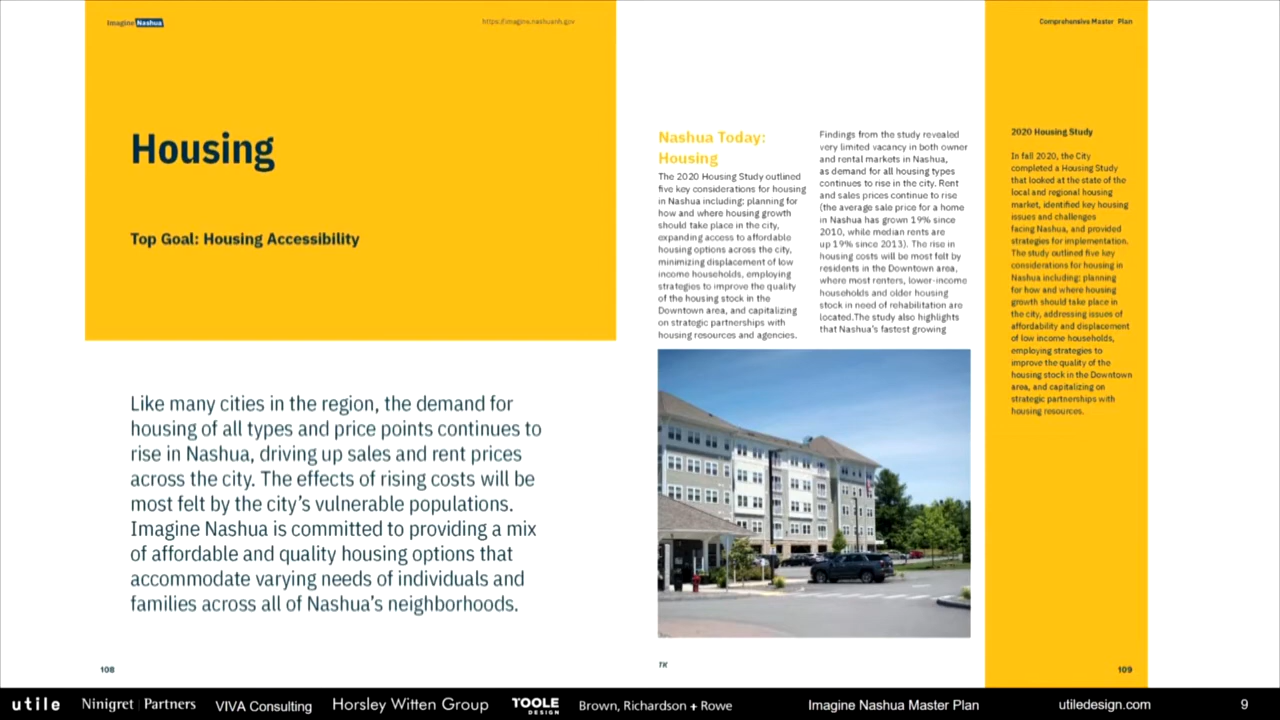 Imagine Nashua
https://imagine.nashuanh.gov
Comprehensive Master Plan
Housing
Top Goal: Housing Accessibility
Like many cities in the region, the demand for
housing of all types and price points continues to
rise in Nashua, driving up sales and rent prices
across the city. The effects of rising costs will be
most felt by the city's vulnerable populations.
Imagine Nashua is committed to providing a mix
of affordable and quality housing options that
accommodate varying needs of individuals and
families across all of Nashua's neighborhoods.
108
Nashua Today:
Housing
The 2020 Housing Study outlined
five key considerations for housing
in Nashua including: planning for
how and where housing growth
should take place in the city,
expanding access to affordable
housing options across the city,
minimizing displacement of low
income households, employing
strategies to improve the quality
of the housing stock in the
Downtown area, and capitalizing
on strategic partnerships with
housing resources and agencies.
Findings from the study revealed
very limited vacancy in both owner
and rental markets in Nashua,
as demand for all housing types
continues to rise in the city. Rent
and sales prices continue to rise
(the average sale price for a home
in Nashua has grown 19% since
2010, while median rents are
up 19% since 2013). The rise in
housing costs will be most felt by
residents in the Downtown area,
where most renters, lower-income
households and older housing
stock in need of rehabilitation are
located.The study also highlights
that Nashua's fastest growing
TK
2020 Housing Study
In fall 2020, the City
completed a Housing Study
that looked at the state of the
local and regional housing
market, identified key housing
issues and challenges
facing Nashua, and provided
strategies for implementation.
The study outlined five key
considerations for housing in
Nashua including: planning
for how and where housing
growth should take place in
the city, addressing issues of
affordability and displacement
of low income households,
employing strategies to
improve the quality of the
housing stock in the Downtown
area, and capitalizing on
strategic partnerships with
housing resources.
109
utile Ninigret | Partners VIVA Consulting Horsley Witten Group TOOLE DESIGN Brown, Richardson + Rowe Imagine Nashua Master Plan utiledesign.com 9